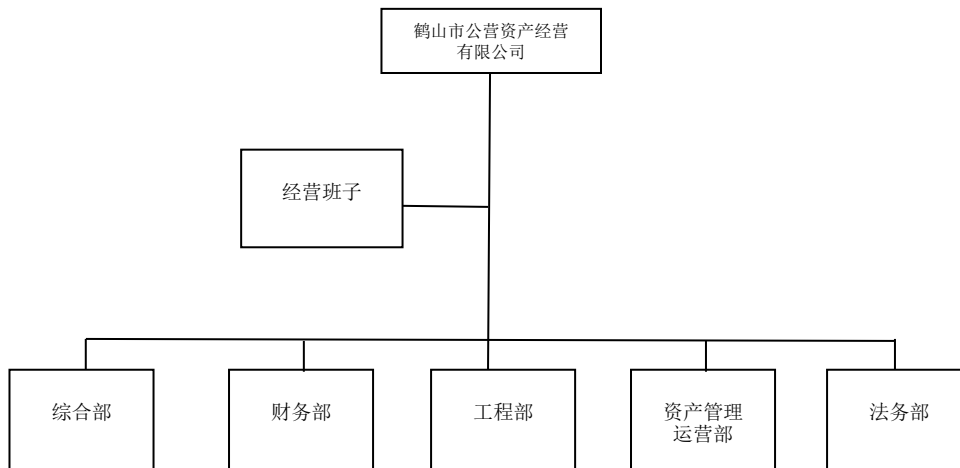 鹤山市公营资产经营
有限公司
经营班子
综合部
财务部
工程部
资产管理
运营部
法务部